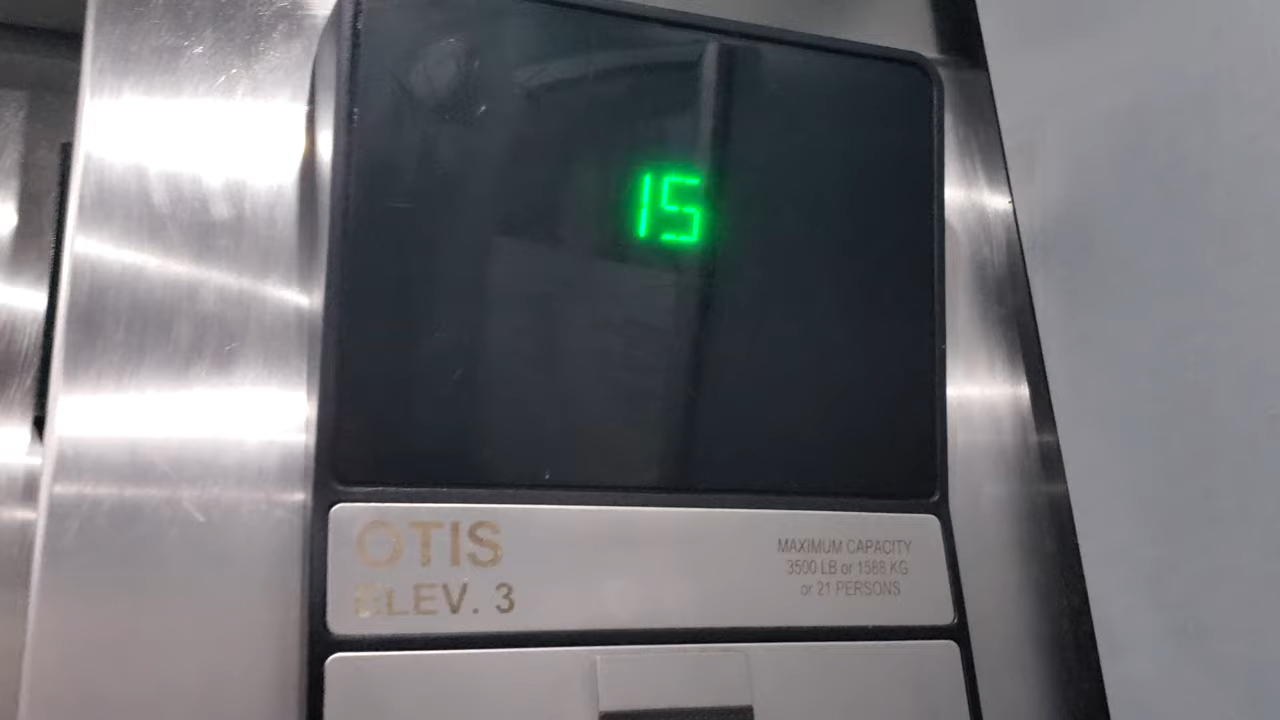 15
OTIS
ELEV. 3
MAXIMUM CAPACITY
3500 LB or 1588 KG
or 21 PERSONS